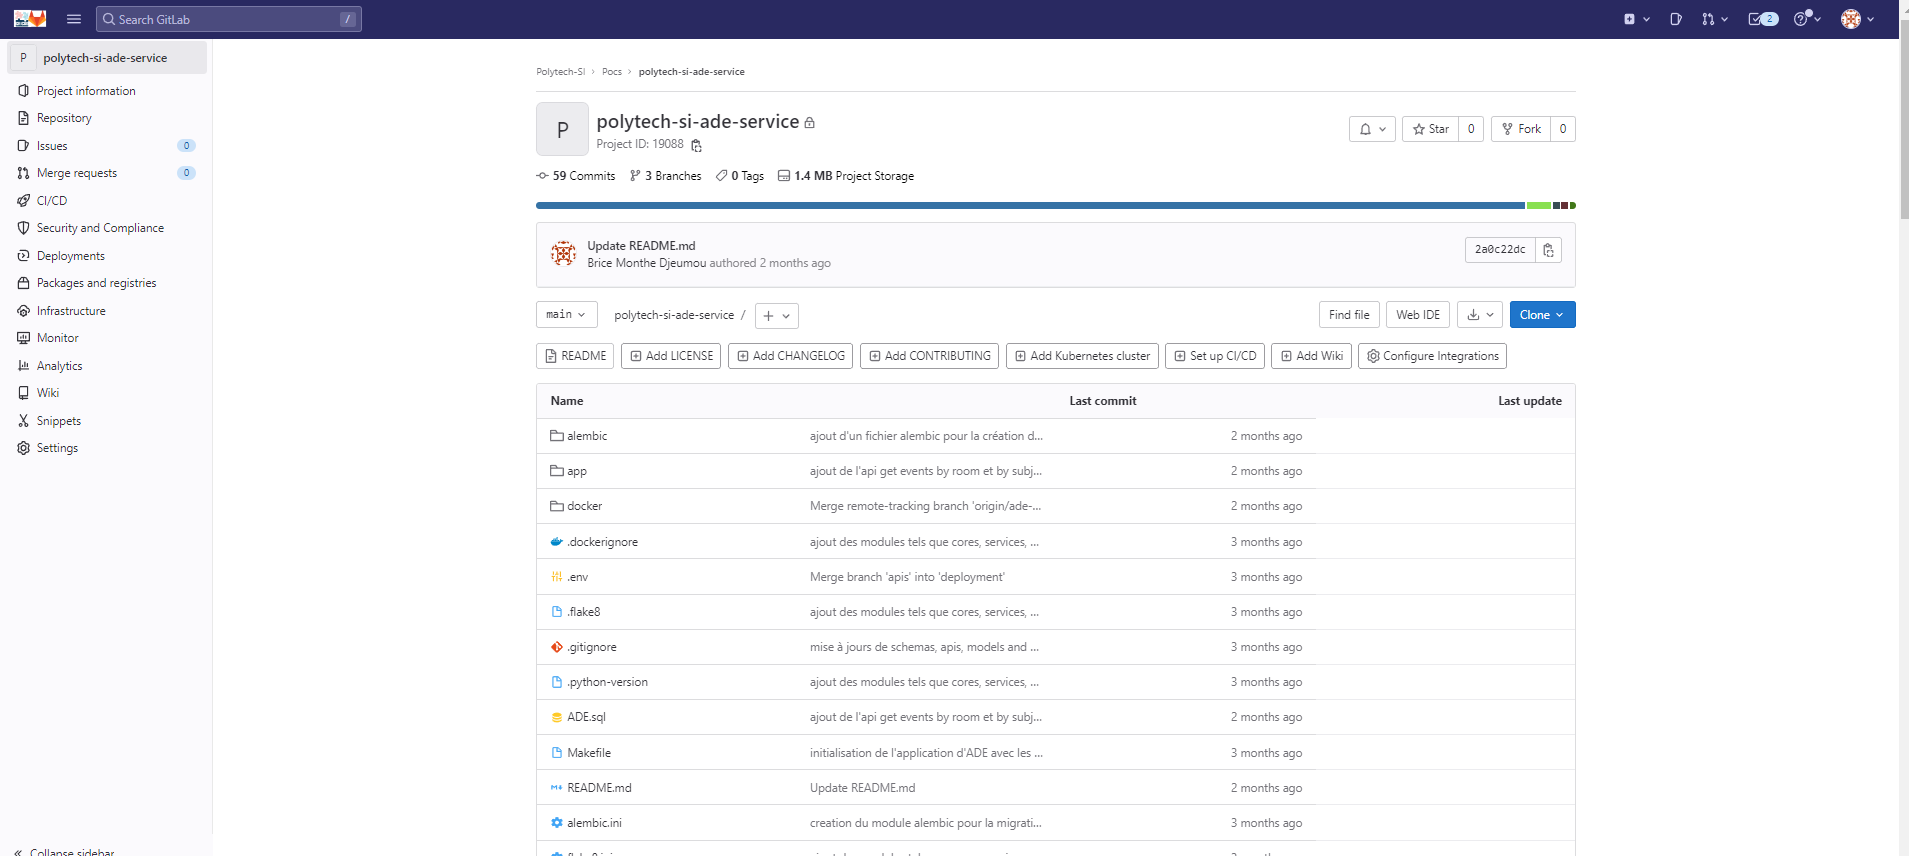 Search GitLab
/
2
P polytech-si-ade-service
Project information
Repository
Issues 0
Merge requests 0
CI/CD
Security and Compliance
Deployments
Packages and registries
Infrastructure
Monitor
Analytics
Wiki
Snippets
Settings
« Collapse sidebar
Polytech-SI › Pocs › polytech-si-ade-service
P
polytech-si-ade-service
Project ID: 19088
Star 0
Fork 0
59 Commits 3 Branches 0 Tags 1.4 MB Project Storage
Update README.md
Brice Monthe Djeumou authored 2 months ago
2a0c22dc
main
polytech-si-ade-service /
Find file
Web IDE
Clone
README
Add LICENSE
Add CHANGELOG
Add CONTRIBUTING
Add Kubernetes cluster
Set up CI/CD
Add Wiki
Configure Integrations
Name Last commit Last update
alembic ajout d'un fichier alembic pour la création d... 2 months ago
app ajout de l'api get events by room et by subj... 2 months ago
docker Merge remote-tracking branch 'origin/ade-... 2 months ago
.dockerignore ajout des modules tels que cores, services, ... 3 months ago
.env Merge branch 'apis' into 'deployment' 3 months ago
.flake8 ajout des modules tels que cores, services, ... 3 months ago
.gitignore mise à jours de schemas, apis, models and ... 3 months ago
.python-version ajout des modules tels que cores, services, ... 3 months ago
ADE.sql ajout de l'api get events by room et by subj... 2 months ago
Makefile initialisation de l'application d'ADE avec les ... 3 months ago
README.md Update README.md 2 months ago
alembic.ini creation du module alembic pour la migrati... 3 months ago